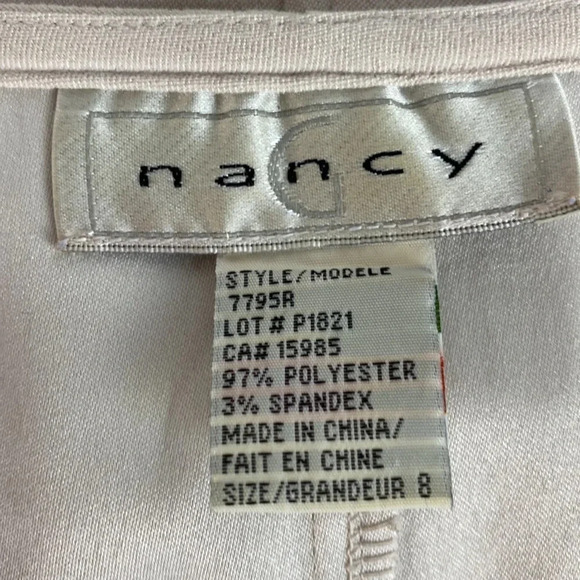 nancy
G
STYLE/MODELE
7795R
LOT# P1821
CA# 15985
97% POLYESTER
3% SPANDEX
MADE IN CHINA/
FAIT EN CHINE
SIZE/GRANDEUR 8